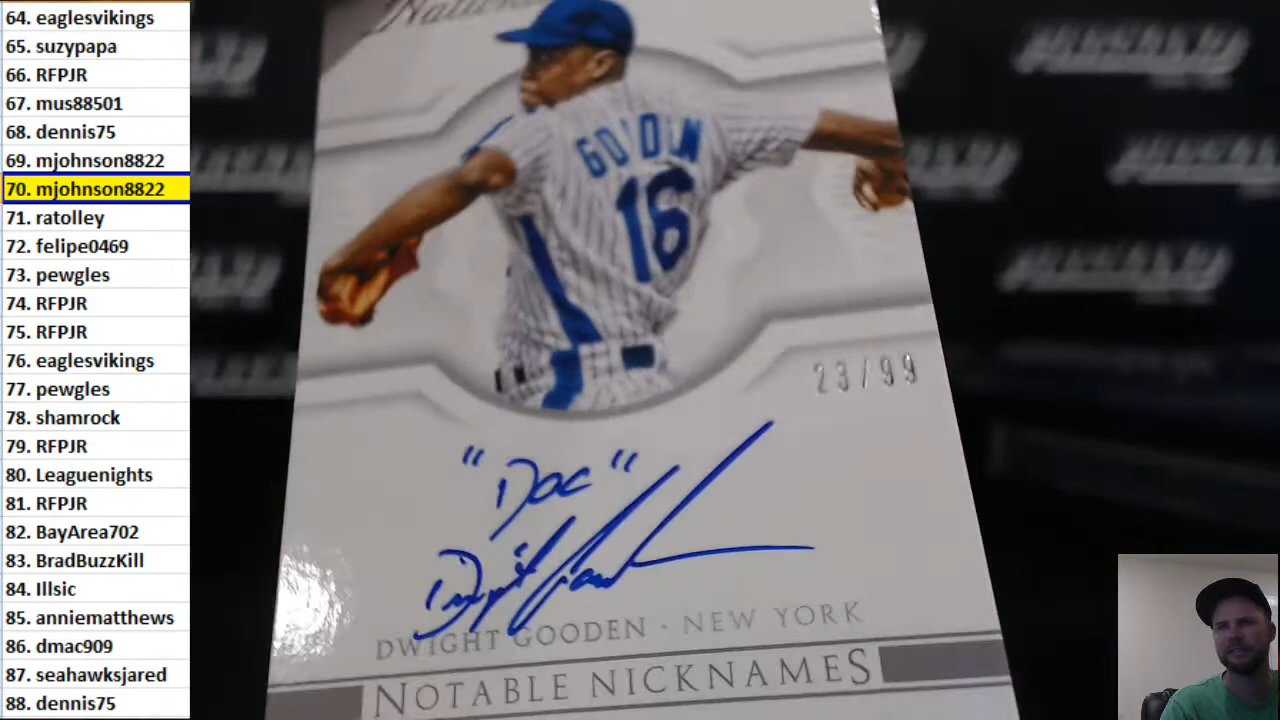 64. eaglesvikings
65. suzypapa
66. RFPJR
67. mus88501
68. dennis75
69. mjohnson8822
70. mjohnson8822
71. ratolley
72. felipe0469
73. pewgles
74. RFPJR
75. RFPJR
76. eaglesvikings
77. pewgles
78. shamrock
79. RFPJR
80. Leaguenights
81. RFPJR
82. BayArea702
83. BradBuzzKill
84. Illsic
85. anniematthews
86. dmac909
87. seahawksjared
88. dennis75
National
GOODEN
16
23/99
"Doc"
Dwight Gooden
DWIGHT GOODEN · NEW YORK
NOTABLE NICKNAMES